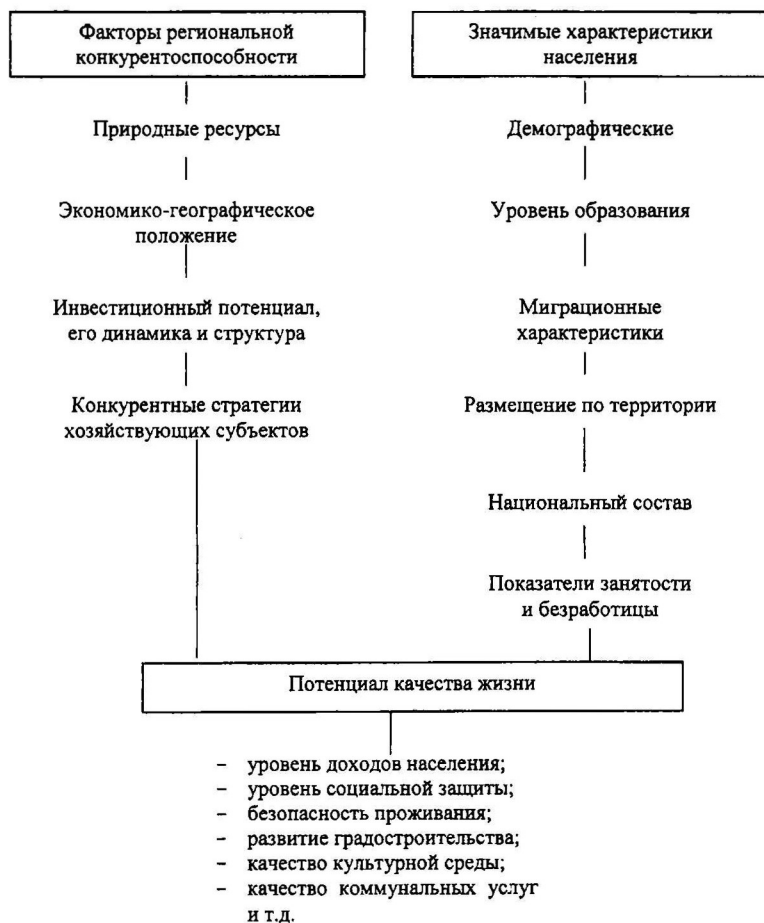 Факторы региональной
конкурентоспособности
Природные ресурсы
Экономико-географическое
положение
Инвестиционный потенциал,
его динамика и структура
Конкурентные стратегии
хозяйствующих субъектов
Значимые характеристики
населения
Демографические
Уровень образования
Миграционные
характеристики
Размещение по территории
Национальный состав
Показатели занятости
и безработицы
Потенциал качества жизни
– уровень доходов населения;
– уровень социальной защиты;
– безопасность проживания;
– развитие градостроительства;
– качество культурной среды;
– качество коммунальных услуг
и т.д.